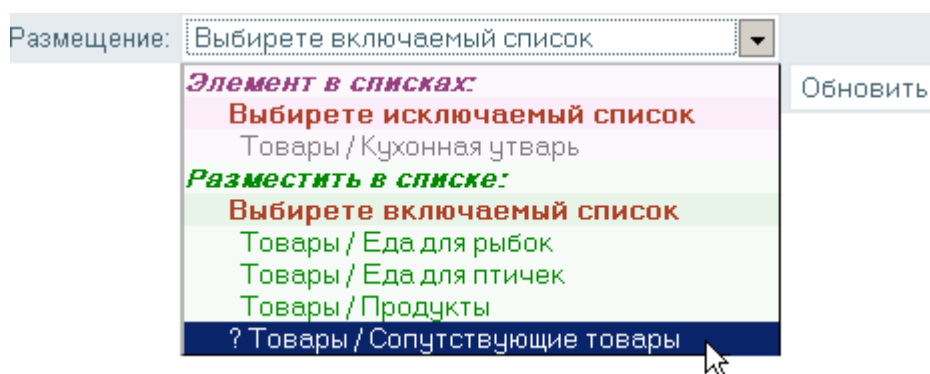 Размещение: Выбирете включаемый список
Элемент в списках:
Выбирете исключаемый список
Обновить
Товары / Кухонная утварь
Разместить в списке:
Выбирете включаемый список
Товары / Еда для рыбок
Товары / Еда для птичек
Товары / Продукты
? Товары / Сопутствующие товары